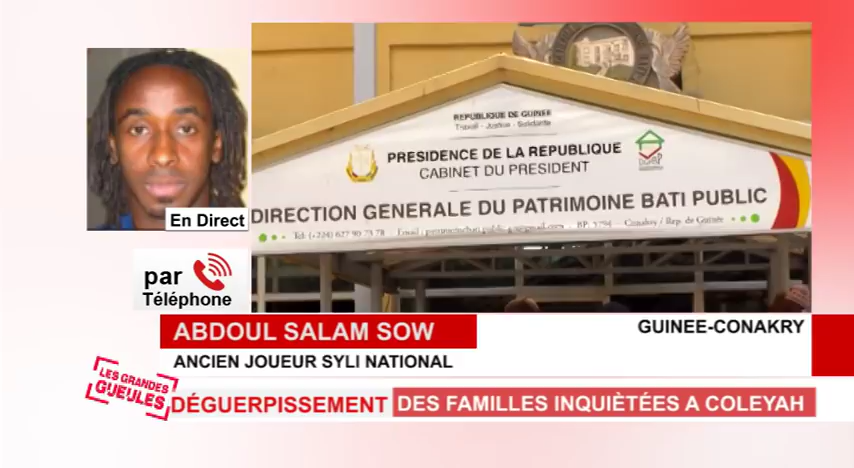 REPUBLIQUE DE GUINEE
Travail - Justice - Solidarité
PRESIDENCE DE LA REPUBLIQUE
CABINET DU PRESIDENT
DIRECTION GENERALE DU PATRIMOINE BATI PUBLIC
Conakry / Rep. de Guinée
En Direct
par
Téléphone
ABDOUL SALAM SOW
GUINEE-CONAKRY
ANCIEN JOUEUR SYLI NATIONAL
LES GRANDES
GUEULES
DÉGUERPISSEMENT DES FAMILLES INQUIÈTÉES A COLEYAH